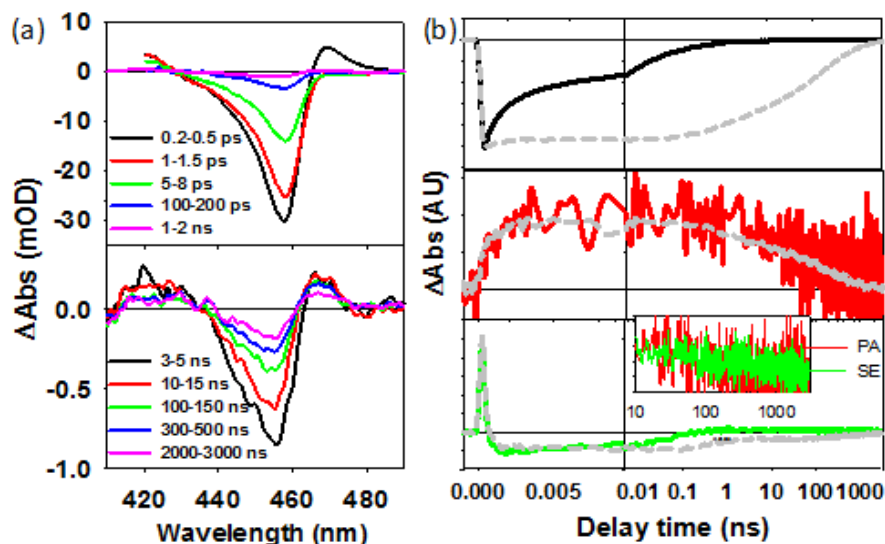 (a)
10
0
-10
-20
-30
0.2-0.5 ps
1-1.5 ps
5-8 ps
100-200 ps
1-2 ns
ΔAbs (mOD)
0.0
-0.5
-1.0
3-5 ns
10-15 ns
100-150 ns
300-500 ns
2000-3000 ns
420 440 460 480
Wavelength (nm)
(b)
ΔAbs (AU)
PA
SE
10 100 1000
0.000 0.005 0.01 0.1 1 10 100 1000
Delay time (ns)